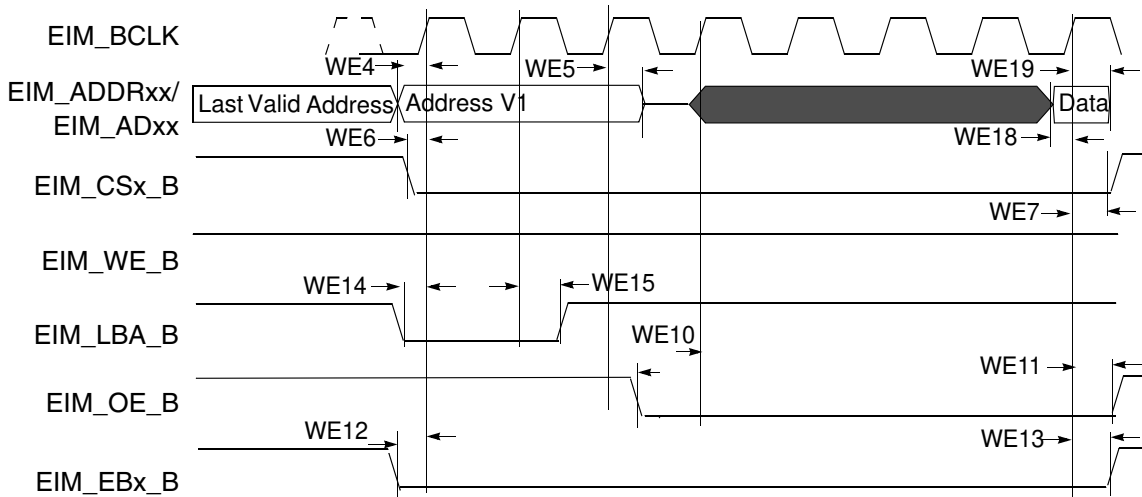 EIM_BCLK
WE4
WE5
WE19
EIM_ADDRxx/
EIM_ADxx
Last Valid Address
Address V1
Data
WE6
WE18
EIM_CSx_B
WE7
EIM_WE_B
WE14
WE15
EIM_LBA_B
WE10
WE11
EIM_OE_B
WE12
WE13
EIM_EBx_B